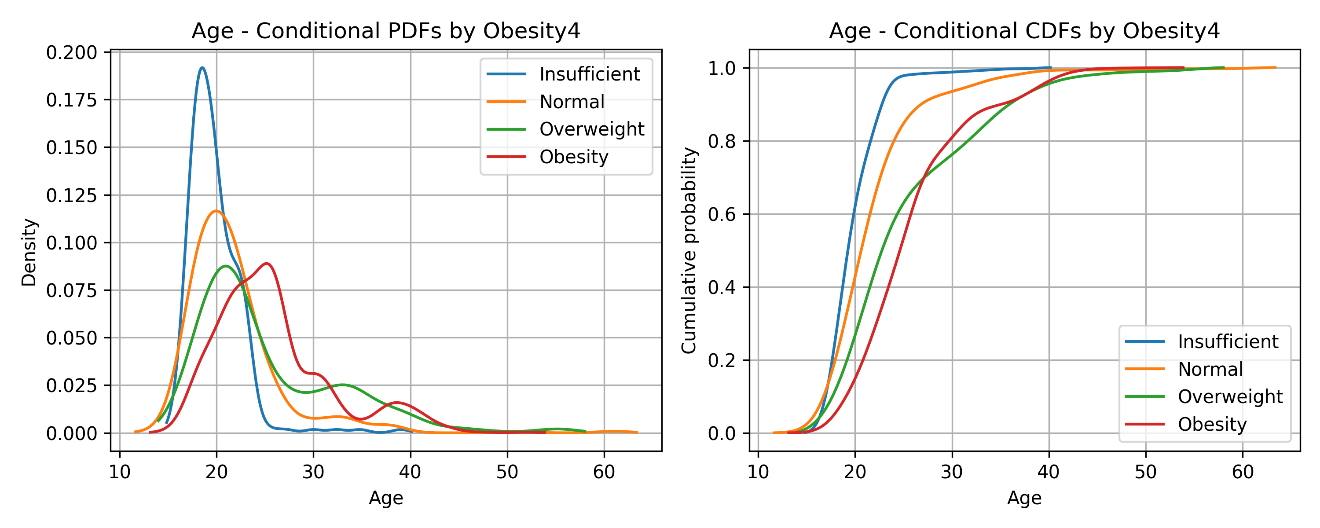 Age - Conditional PDFs by Obesity4
0.200
0.175
0.150
0.125
0.100
0.075
0.050
0.025
0.000
Density
10 20 30 40 50 60
Age
Insufficient
Normal
Overweight
Obesity
Age - Conditional CDFs by Obesity4
1.0
0.8
0.6
0.4
0.2
0.0
Cumulative probability
10 20 30 40 50 60
Age
Insufficient
Normal
Overweight
Obesity